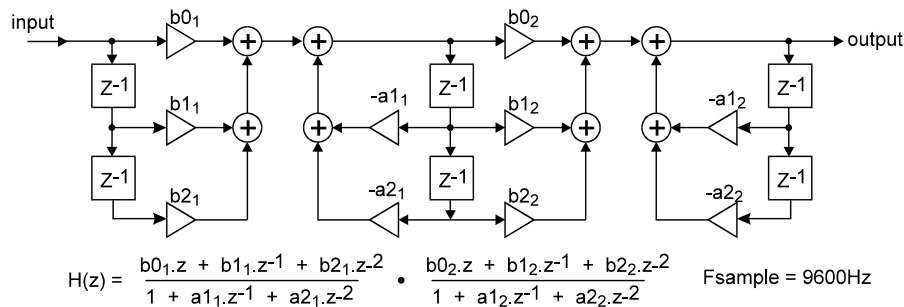 input
b0₁
b0₂
output
z⁻¹
z⁻¹
z⁻¹
b1₁
-a1₁
b1₂
-a1₂
z⁻¹
z⁻¹
z⁻¹
b2₁
-a2₁
b2₂
-a2₂
H(z) = b0₁.z + b1₁.z⁻¹ + b2₁.z⁻² / 1 + a1₁.z⁻¹ + a2₁.z⁻² • b0₂.z + b1₂.z⁻¹ + b2₂.z⁻² / 1 + a1₂.z⁻¹ + a2₂.z⁻² Fsample = 9600Hz